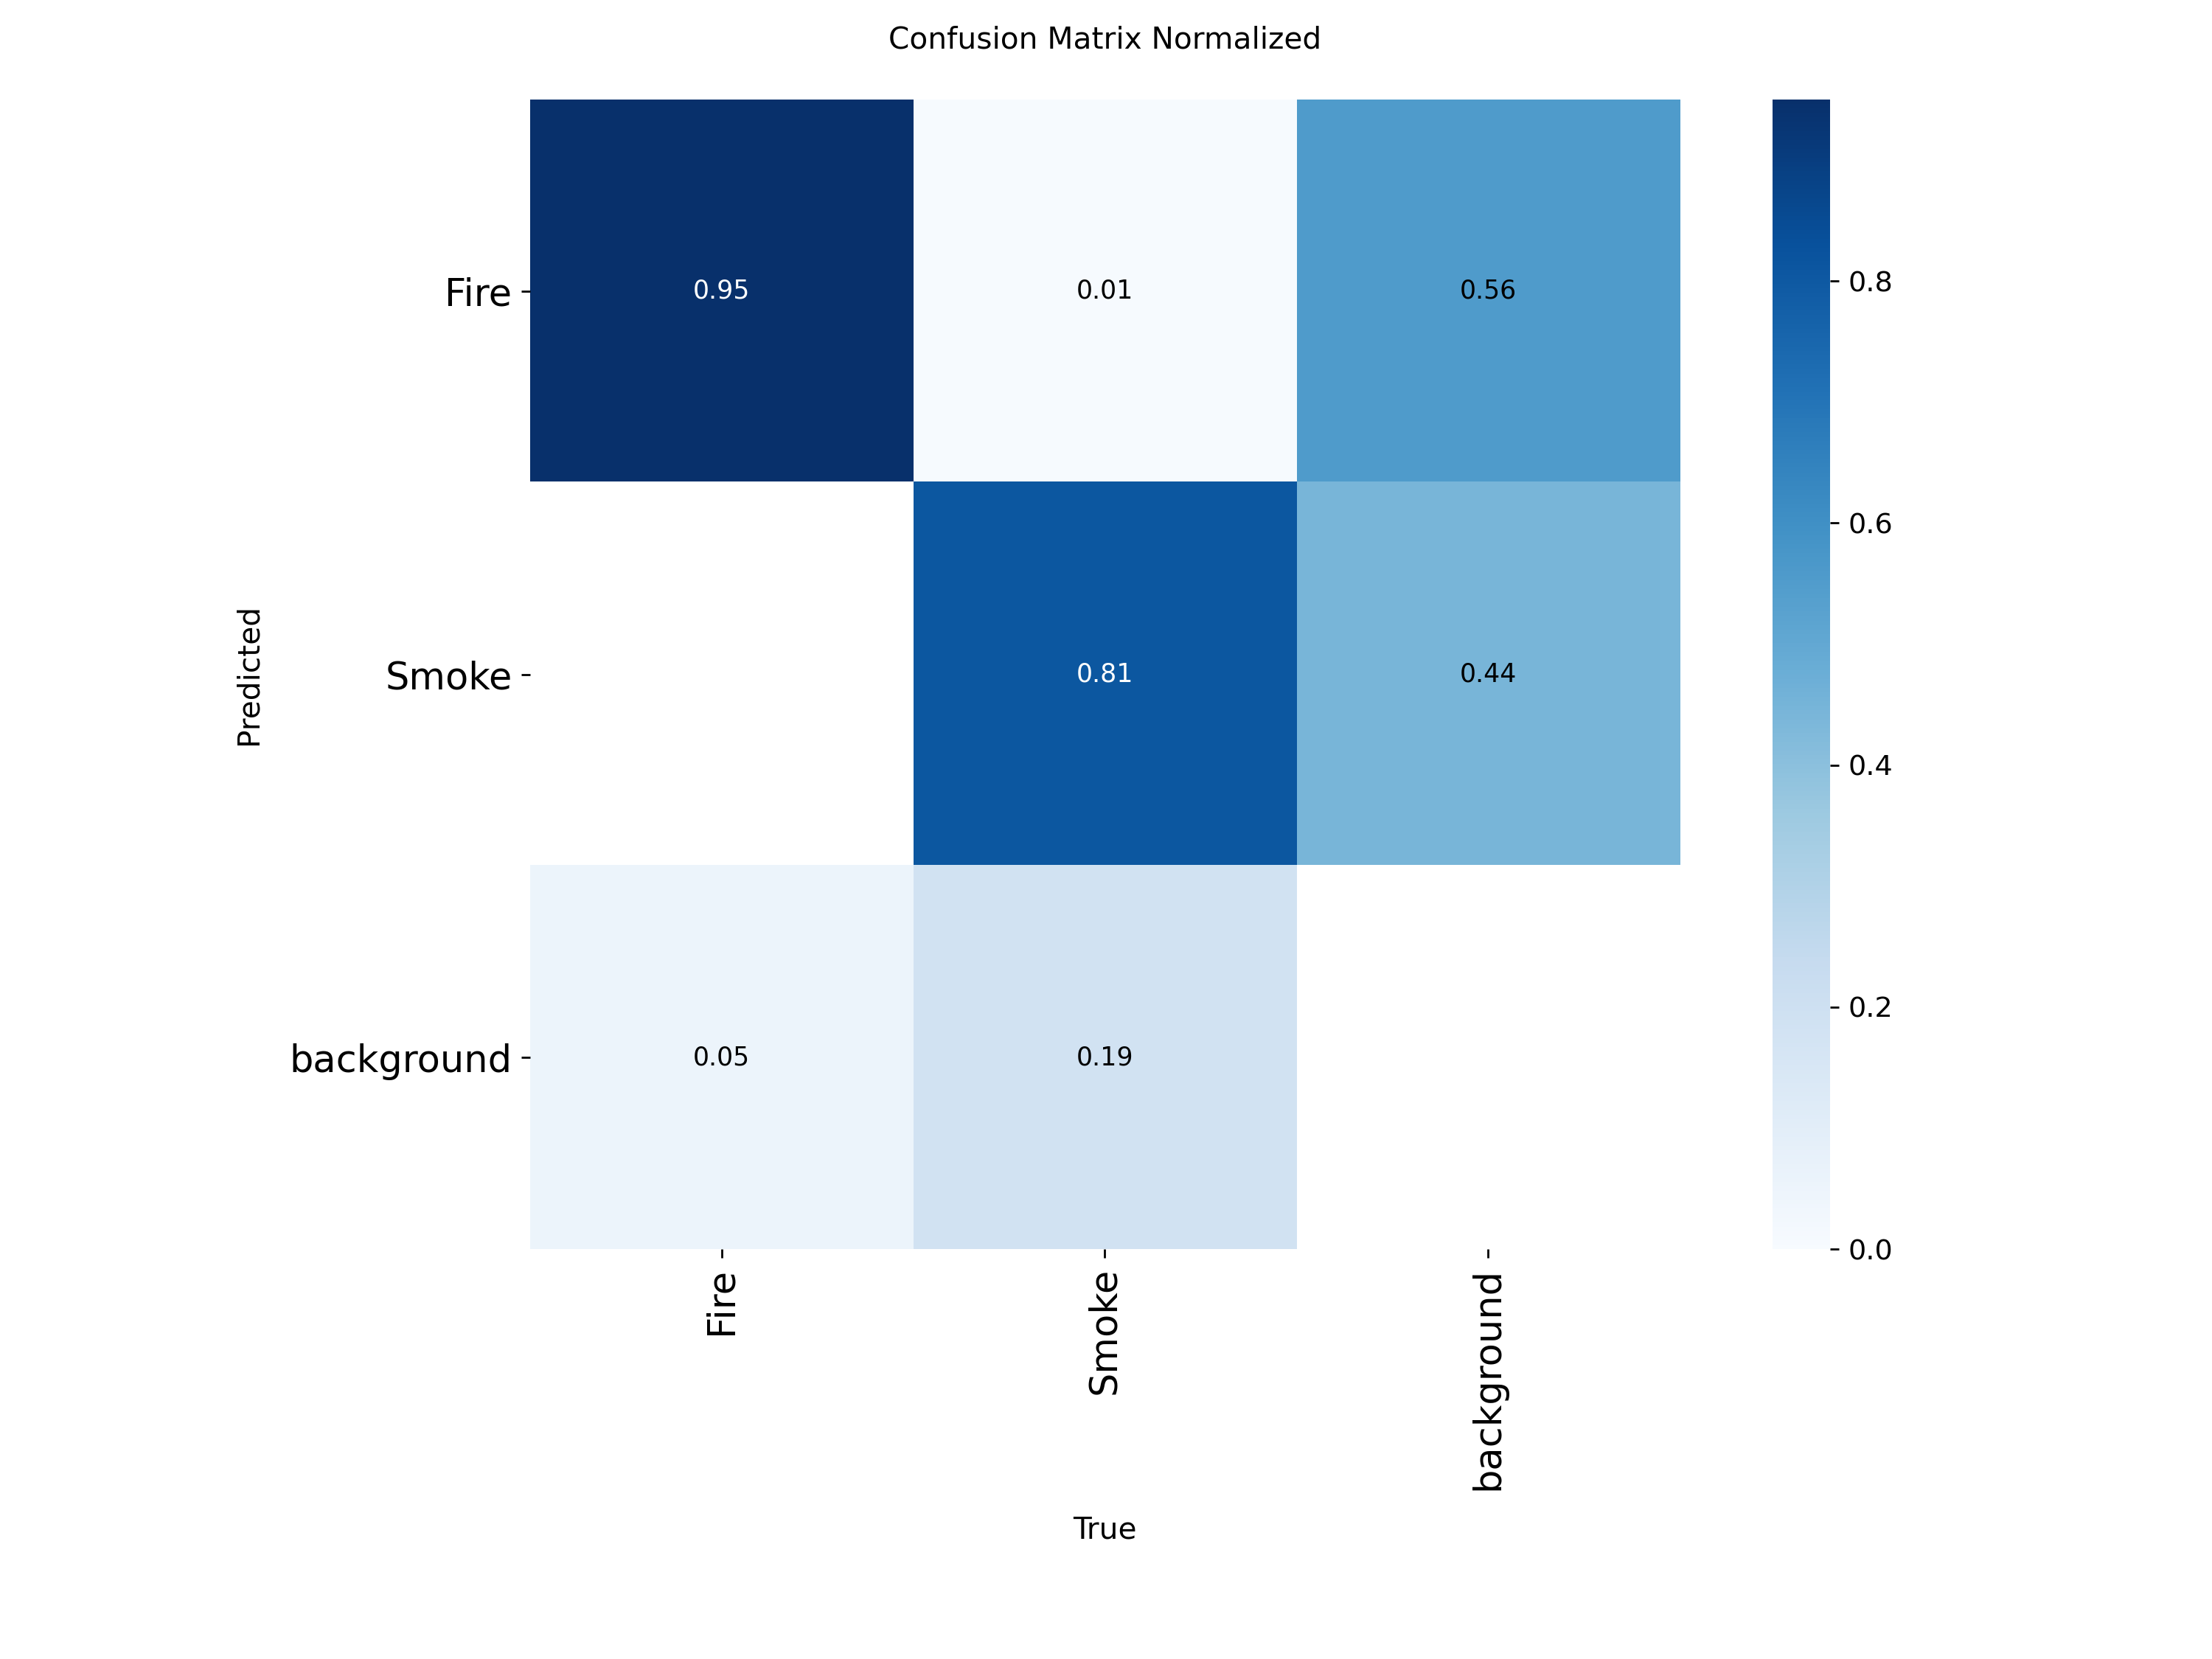 Confusion Matrix Normalized
Fire
0.95
0.01
0.56
Smoke
0.81
0.44
background
0.05
0.19
Predicted
Fire
Smoke
background
True
0.8
0.6
0.4
0.2
0.0